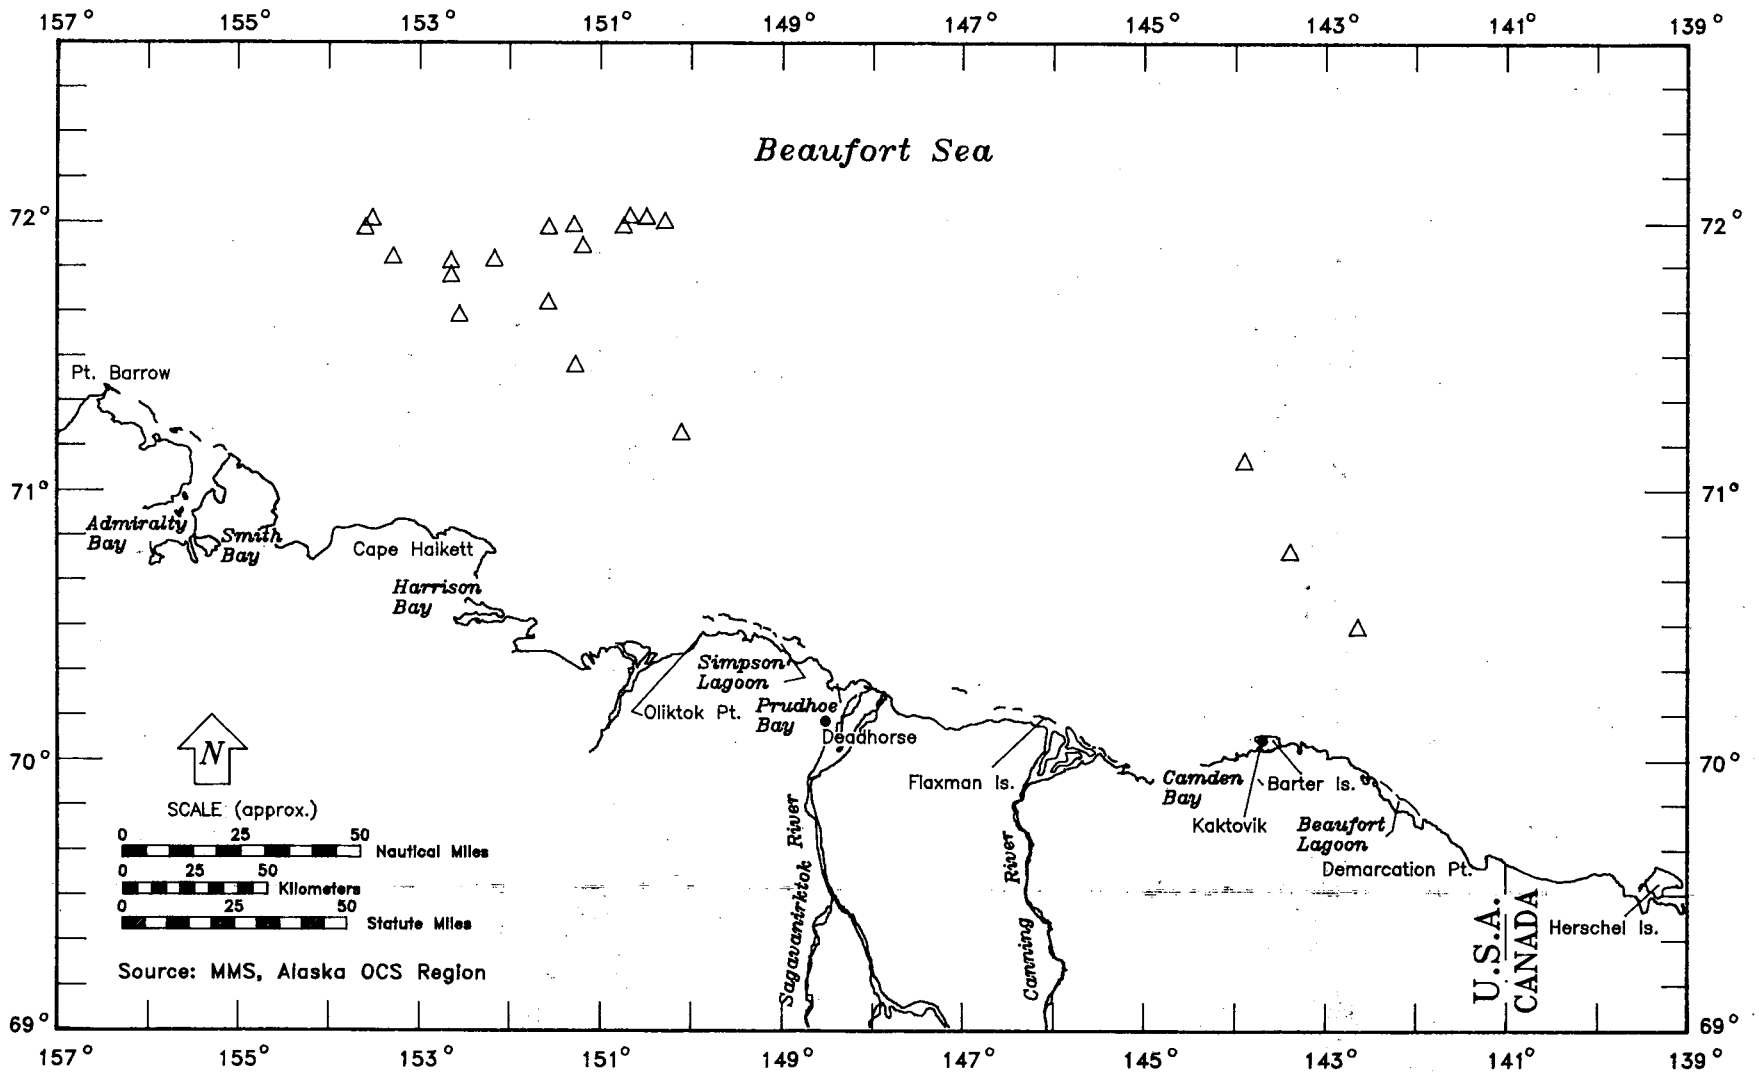 157° 155° 153° 151° 149° 147° 145° 143° 141° 139°
Beaufort Sea
72° 72°
Pt. Barrow
71° 71°
Admiralty
Bay
Smith
Bay
Cape Halkett
Harrison
Bay
Simpson
Lagoon
Oliktok Pt.
Prudhoe
Bay
Deadhorse
N
70° 70°
Flaxman Is.
Camden
Bay
Barter Is.
Kaktovik
Beaufort
Lagoon
Demarcation Pt.
Herschel Is.
U.S.A.
CANADA
Sagavanirktok River
Canning River
SCALE (approx.)
0 25 50
Nautical Miles
0 25 50
Kilometers
0 25 50
Statute Miles
Source: MMS, Alaska OCS Region
69° 69°
157° 155° 153° 151° 149° 147° 145° 143° 141° 139°